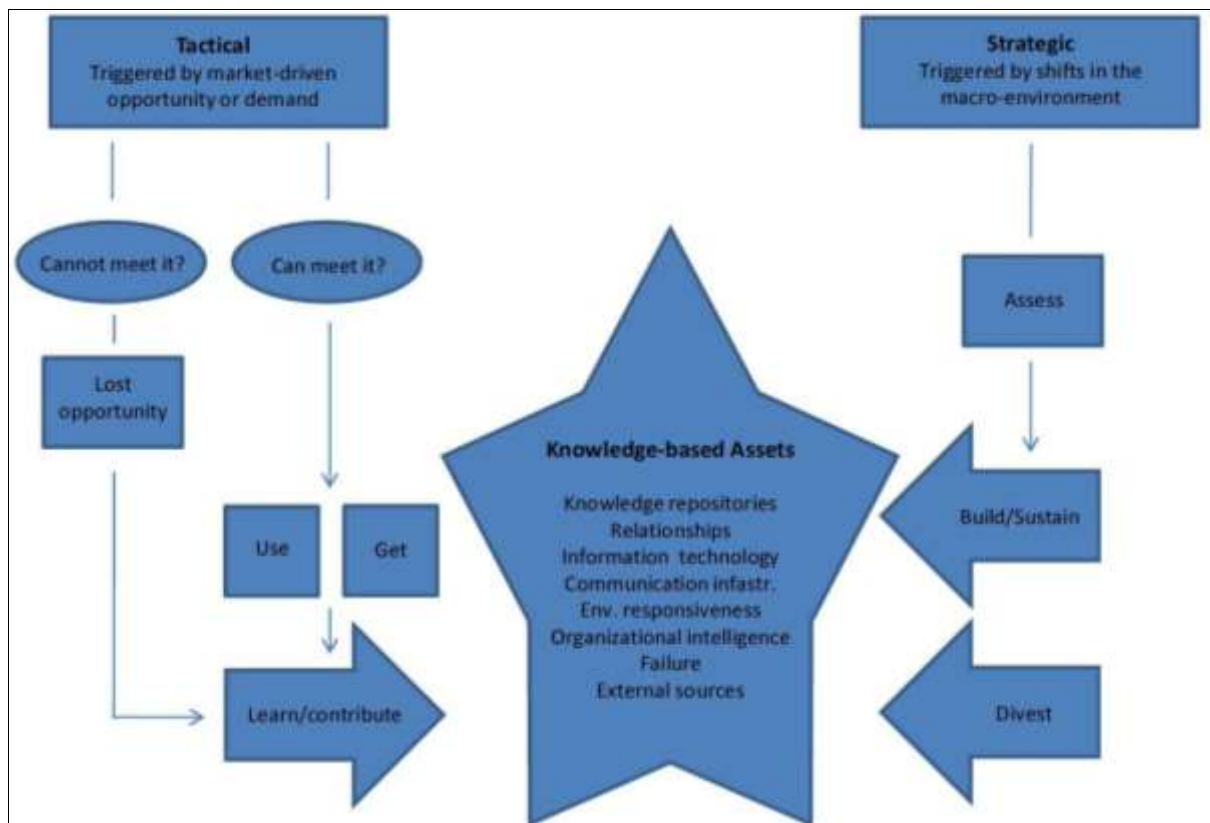 Tactical
Triggered by market-driven
opportunity or demand
Strategic
Triggered by shifts in the
macro-environment
Cannot meet it?
Can meet it?
Assess
Lost
opportunity
Use
Get
Learn/contribute
Knowledge-based Assets
Knowledge repositories
Relationships
Information technology
Communication infastr.
Env. responsiveness
Organizational intelligence
Failure
External sources
Build/Sustain
Divest